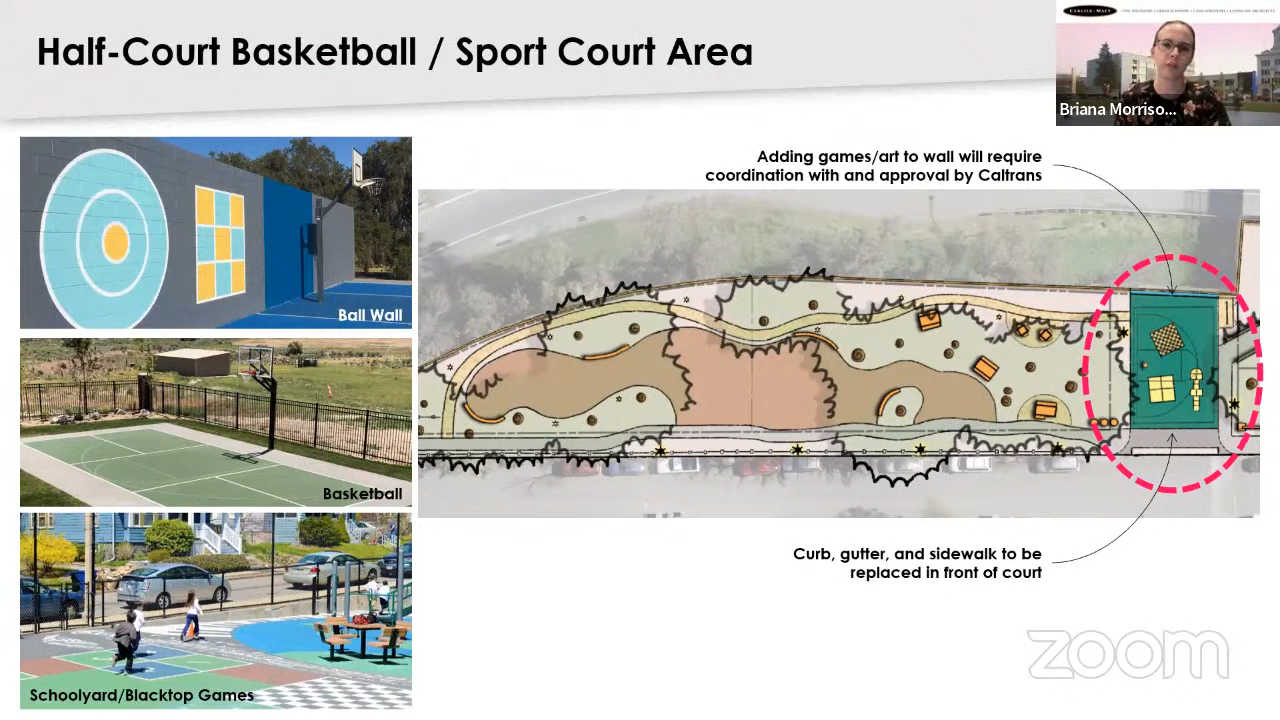 Half-Court Basketball / Sport Court Area
CARLILE • MACY
Briana Morriso...
Adding games/art to wall will require
coordination with and approval by Caltrans
Ball Wall
Basketball
Curb, gutter, and sidewalk to be
replaced in front of court
Schoolyard/Blacktop Games
zoom